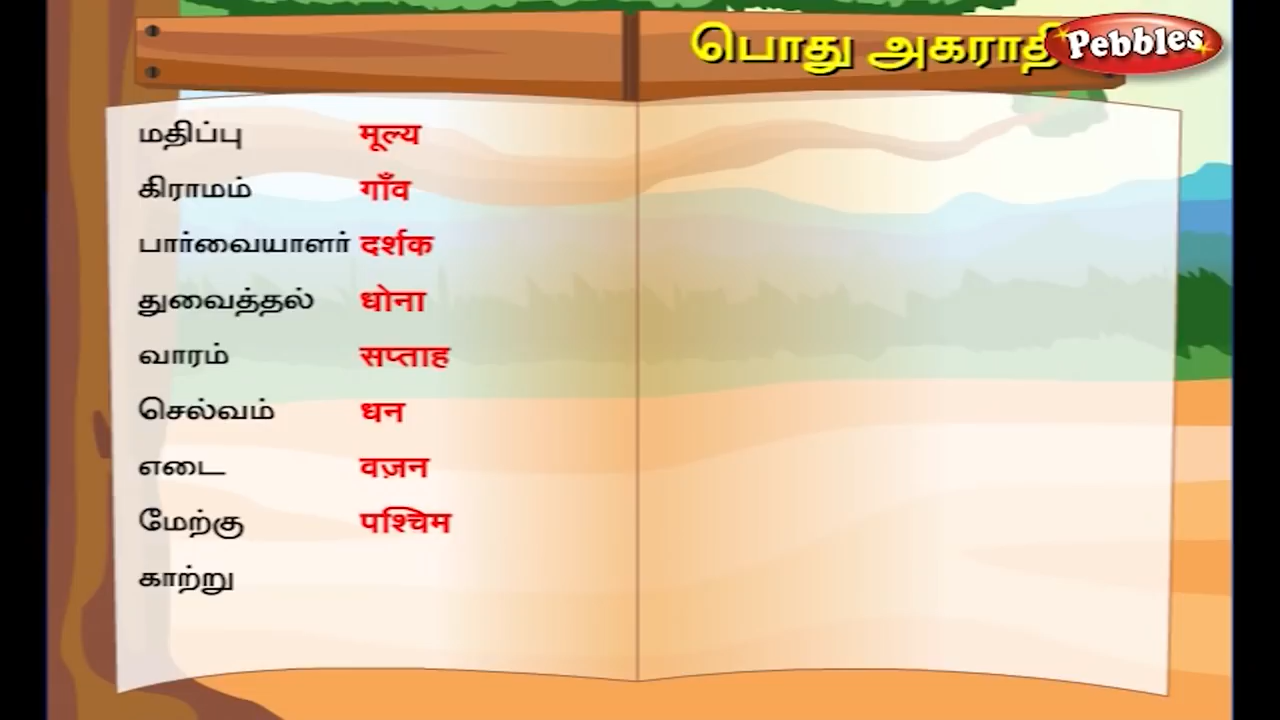 பொது அகராதி
Pebbles
மதிப்பு मूल्य
கிராமம் गाँव
பார்வையாளர் दर्शक
துவைத்தல் धोना
வாரம் सप्ताह
செல்வம் धन
எடை वज़न
மேற்கு पश्चिम
காற்று